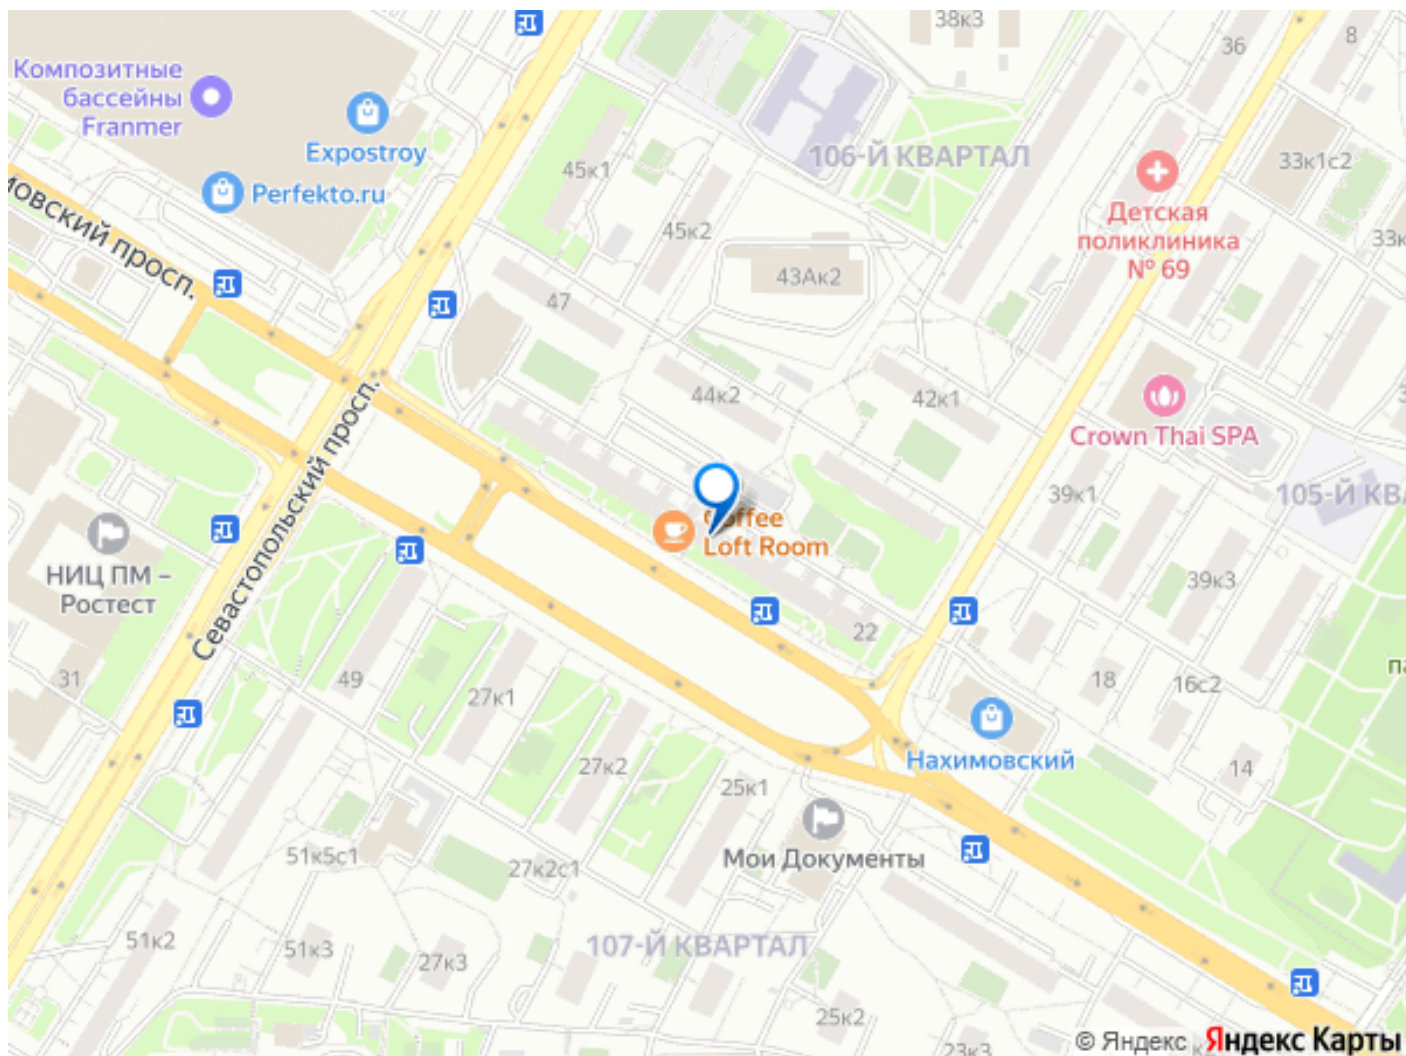 38к3
36
8
Композитные
бассейны
Franmer
Expostroy
Perfekto.ru
45к1
106-Й КВАРТАЛ
33к1с2
Детская
поликлиника
№ 69
45к2
43Ак2
47
МОВСКИЙ просп.
44к2
42к1
Crown Thai SPA
Севастопольский просп.
39к1
105-Й КВ
Coffee
Loft Room
НИЦ ПМ –
Ростест
39к3
22
31
49
27к1
18
16с2
Нахимовский
27к2
25к1
14
Мои Документы
51к5с1
27к2с1
51к2
51к3
27к3
107-Й КВАРТАЛ
25к2
23к3
© Яндекс Яндекс Карты